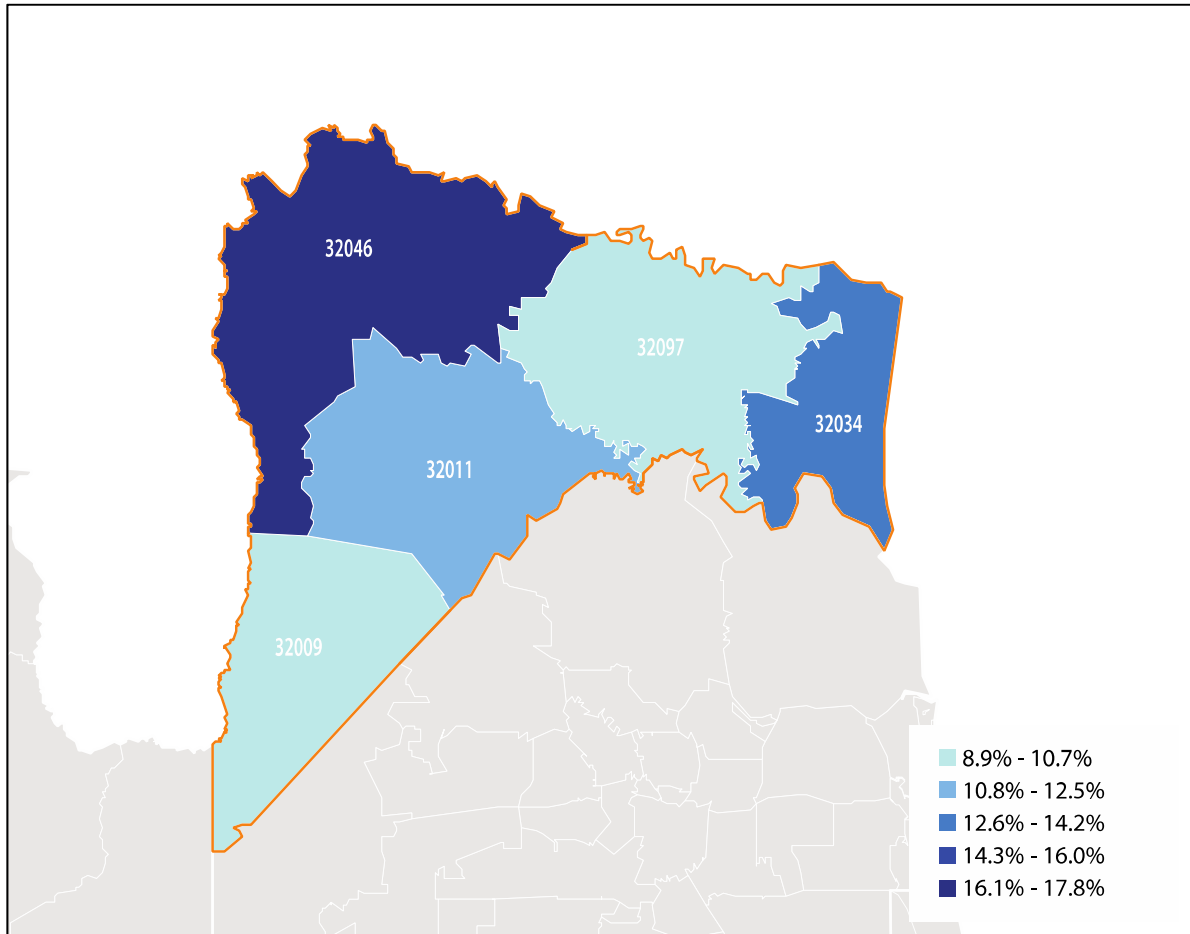 32046
32097
32034
32011
32009
8.9% - 10.7%
10.8% - 12.5%
12.6% - 14.2%
14.3% - 16.0%
16.1% - 17.8%